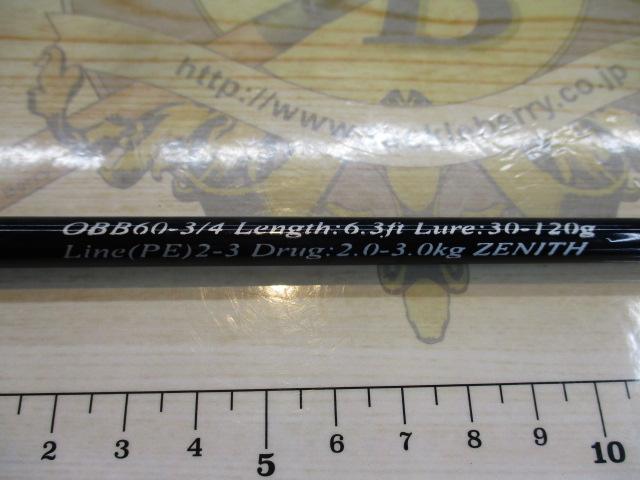 B
http://www.tackleberry.co.jp
OBB60-3/4 Length:6.3ft Lure:30-120g
Line(PE)2-3 Drug:2.0-3.0kg ZENITH
2 3 4 5 6 7 8 9 10